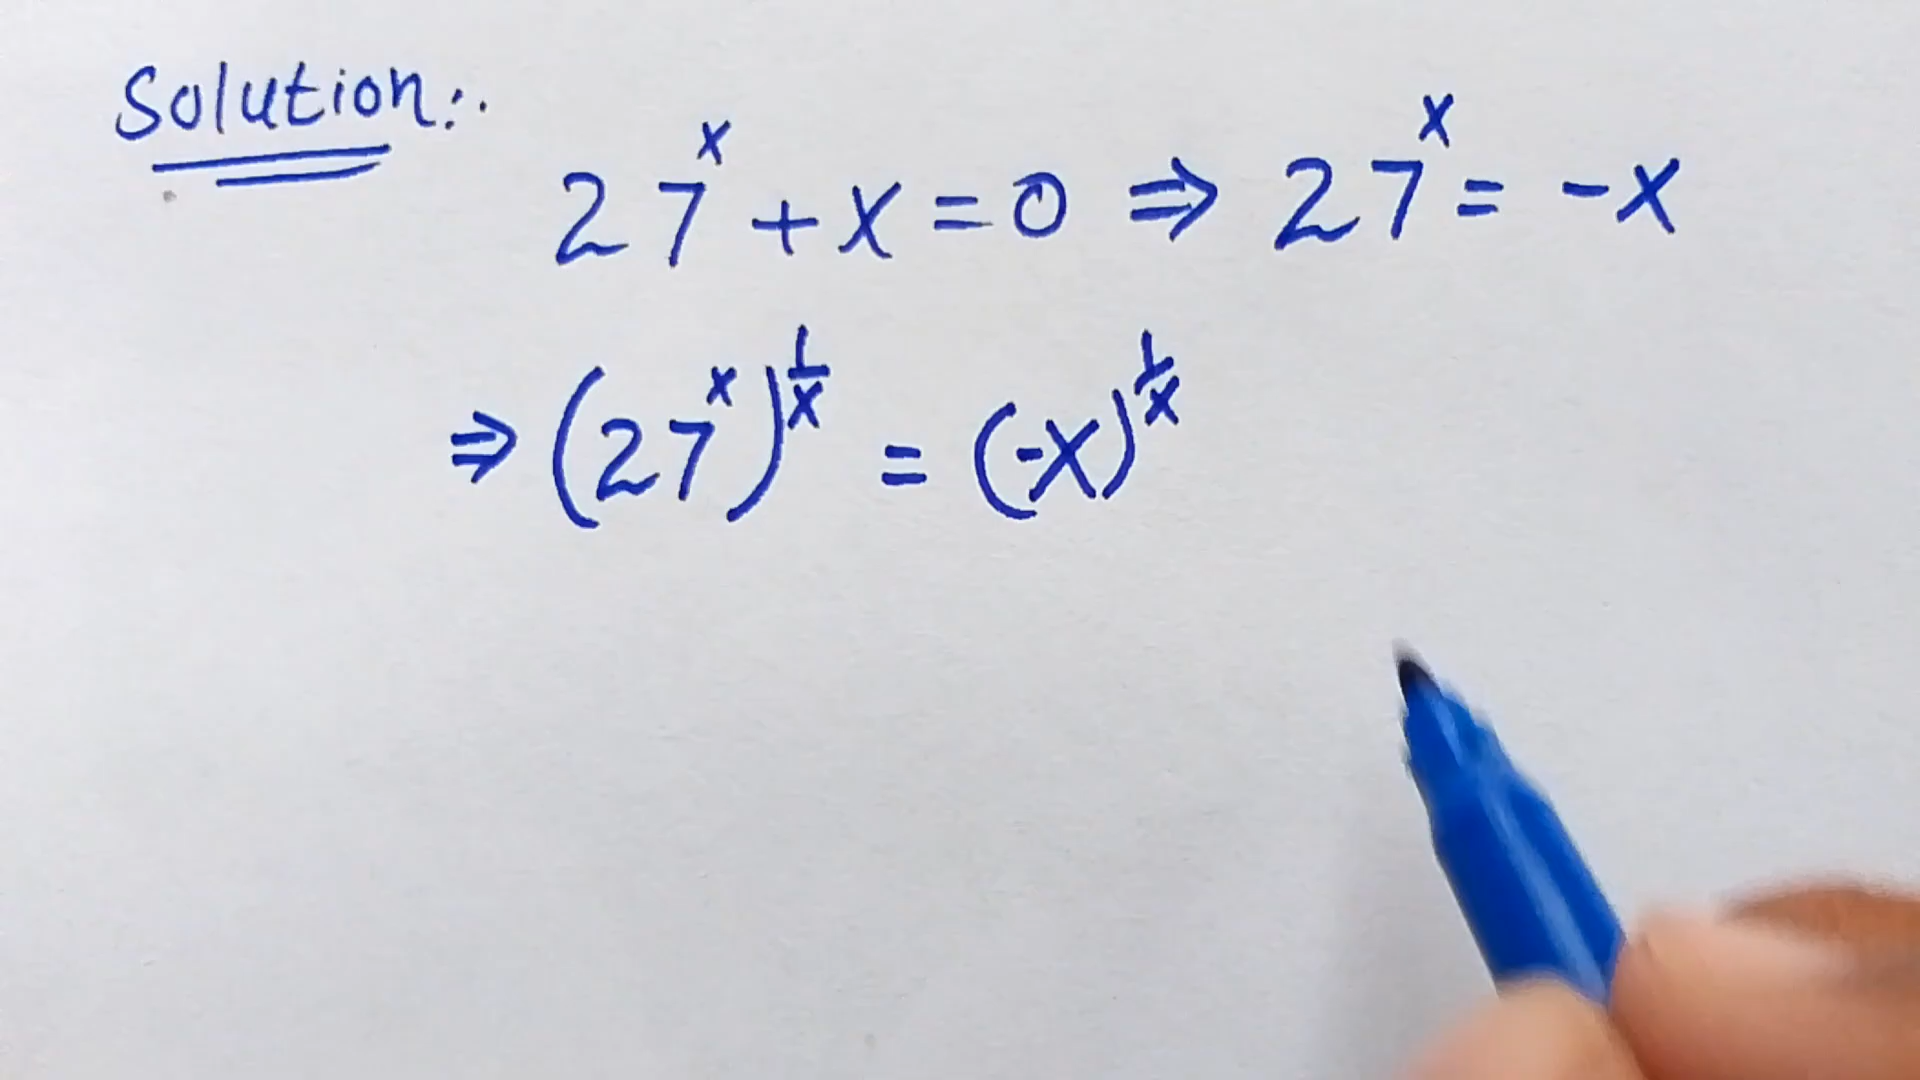 Solution:.
27^x + x = 0 ⇒ 27^x = -x
⇒ (27^x)^(1/x) = (-x)^(1/x)